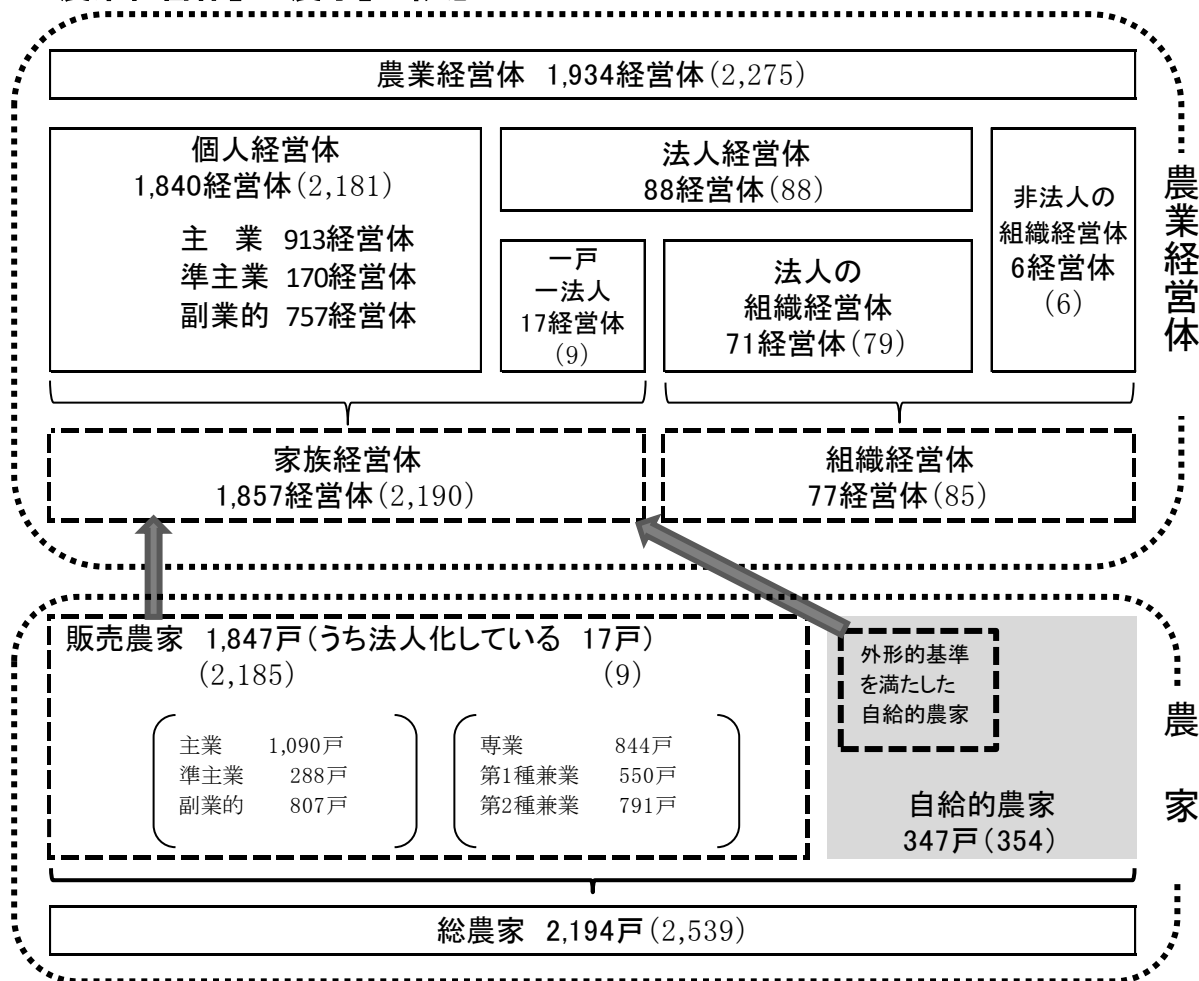 農業経営体 1,934経営体(2,275)
個人経営体
1,840経営体(2,181)
主 業 913経営体
準主業 170経営体
副業的 757経営体
法人経営体
88経営体(88)
一戸
一法人
17経営体
(9)
法人の
組織経営体
71経営体(79)
非法人の
組織経営体
6経営体
(6)
農業経営体
家族経営体
1,857経営体(2,190)
組織経営体
77経営体(85)
販売農家 1,847戸(うち法人化している 17戸)
(2,185) (9)
主業 1,090戸
準主業 288戸
副業的 807戸
専業 844戸
第1種兼業 550戸
第2種兼業 791戸
外形的基準
を満たした
自給的農家
自給的農家
347戸(354)
農家
総農家 2,194戸(2,539)